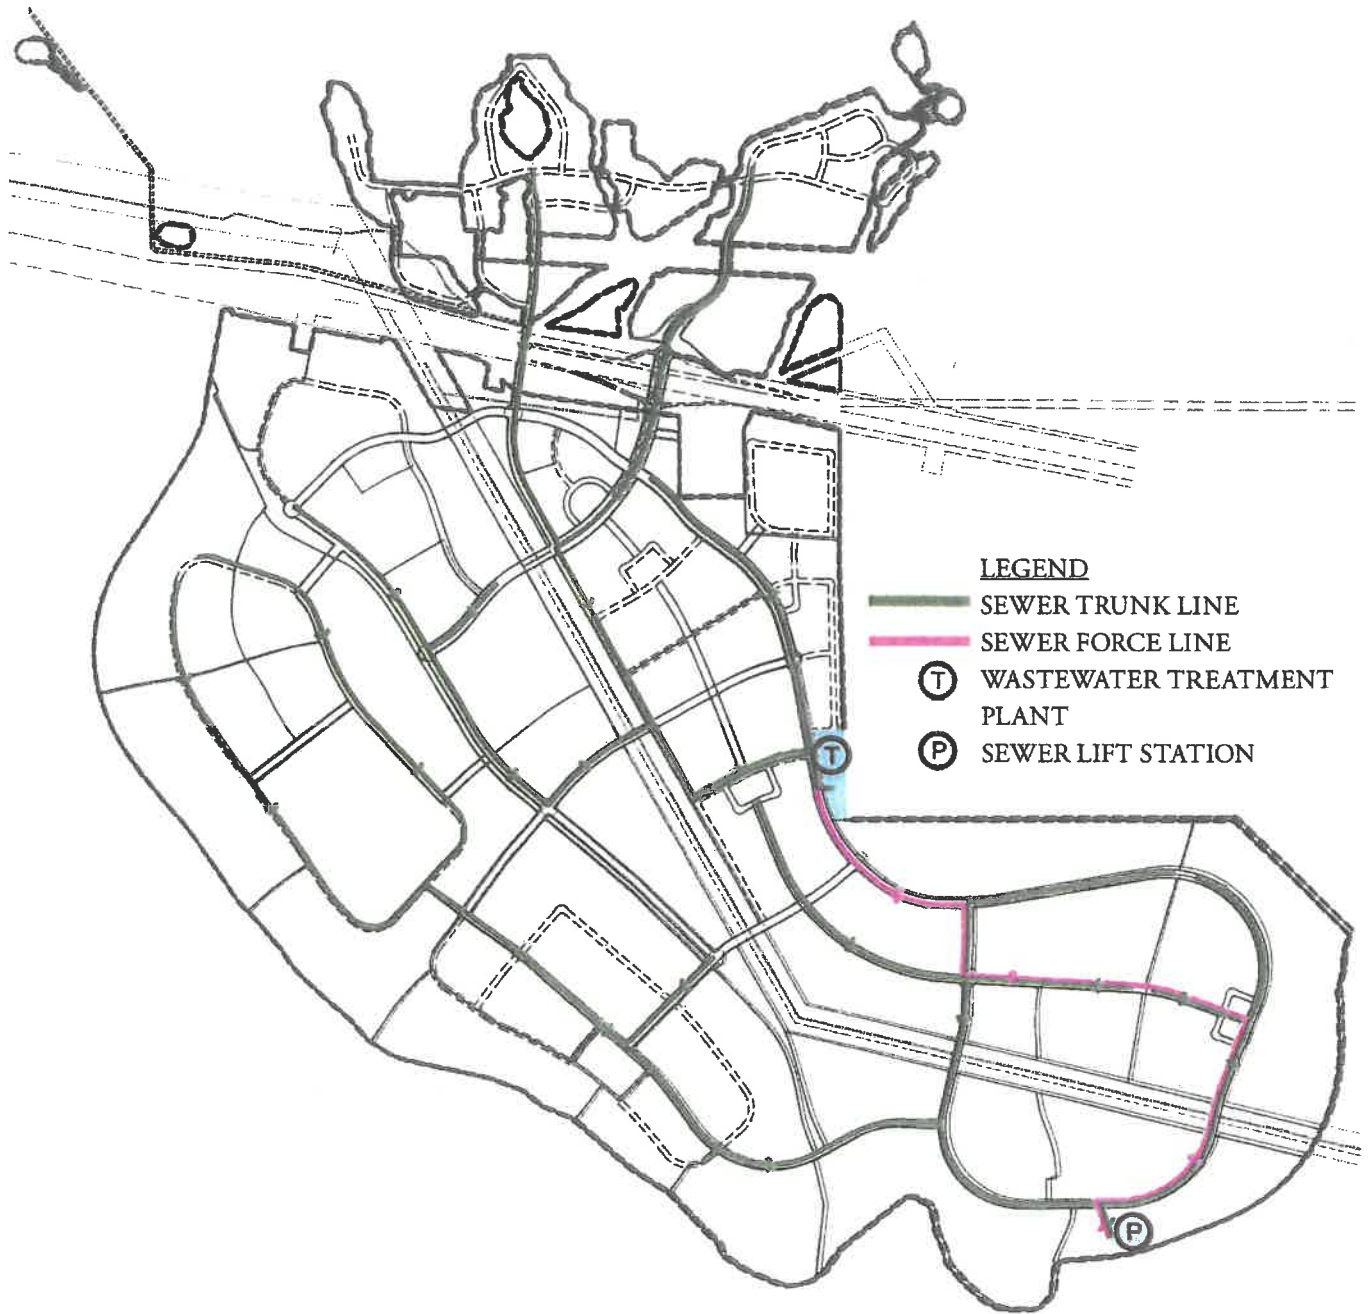 LEGEND
SEWER TRUNK LINE
SEWER FORCE LINE
T WASTEWATER TREATMENT
PLANT
P SEWER LIFT STATION
T
P